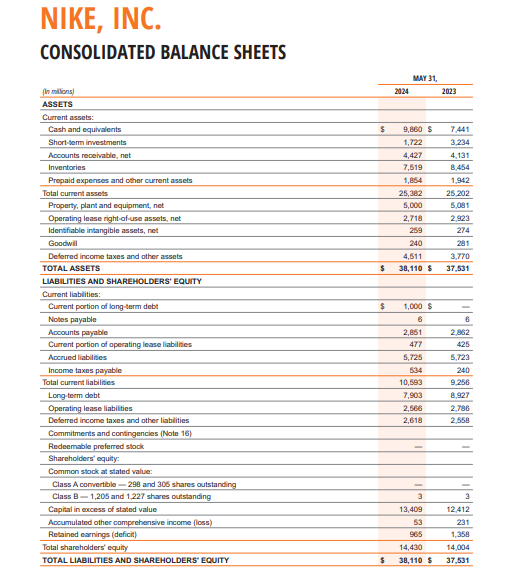 NIKE, INC.
CONSOLIDATED BALANCE SHEETS
MAY 31,
(In millions) 2024 2023
ASSETS
Current assets:
Cash and equivalents $ 9,860 $ 7,441
Short-term investments 1,722 3,234
Accounts receivable, net 4,427 4,131
Inventories 7,519 8,454
Prepaid expenses and other current assets 1,854 1,942
Total current assets 25,382 25,202
Property, plant and equipment, net 5,000 5,081
Operating lease right-of-use assets, net 2,718 2,923
Identifiable intangible assets, net 259 274
Goodwill 240 281
Deferred income taxes and other assets 4,511 3,770
TOTAL ASSETS $ 38,110 $ 37,531
LIABILITIES AND SHAREHOLDERS' EQUITY
Current liabilities:
Current portion of long-term debt $ 1,000 $ —
Notes payable 6 6
Accounts payable 2,851 2,862
Current portion of operating lease liabilities 477 425
Accrued liabilities 5,725 5,723
Income taxes payable 534 240
Total current liabilities 10,593 9,256
Long-term debt 7,903 8,927
Operating lease liabilities 2,566 2,786
Deferred income taxes and other liabilities 2,618 2,558
Commitments and contingencies (Note 16)
Redeemable preferred stock — —
Shareholders' equity:
Common stock at stated value:
Class A convertible — 298 and 305 shares outstanding — —
Class B — 1,205 and 1,227 shares outstanding 3 3
Capital in excess of stated value 13,409 12,412
Accumulated other comprehensive income (loss) 53 231
Retained earnings (deficit) 965 1,358
Total shareholders' equity 14,430 14,004
TOTAL LIABILITIES AND SHAREHOLDERS' EQUITY $ 38,110 $ 37,531